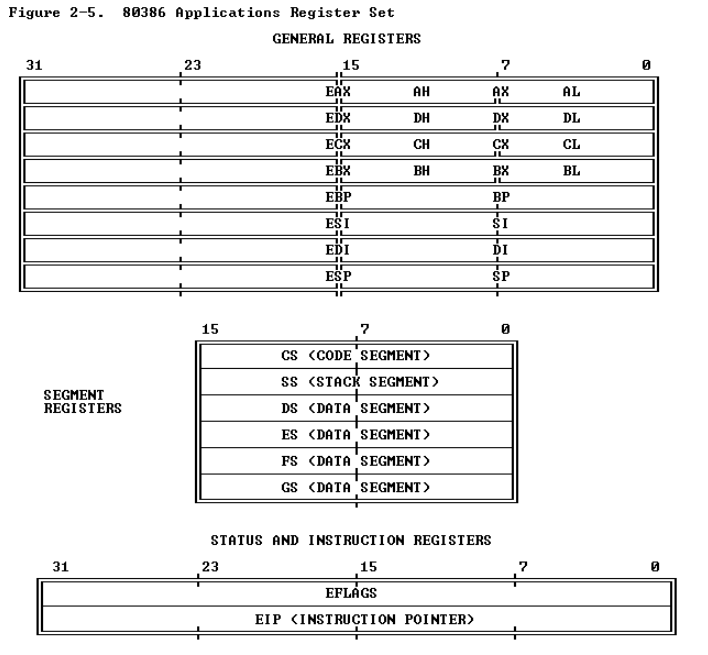 Figure 2-5. 80386 Applications Register Set
GENERAL REGISTERS
31 23 15 7 0
EAX AH AX AL
EDX DH DX DL
ECX CH CX CL
EBX BH BX BL
EBP BP
ESI SI
EDI DI
ESP SP
15 7 0
CS (CODE SEGMENT)
SS (STACK SEGMENT)
SEGMENT
REGISTERS
DS (DATA SEGMENT)
ES (DATA SEGMENT)
FS (DATA SEGMENT)
GS (DATA SEGMENT)
STATUS AND INSTRUCTION REGISTERS
31 23 15 7 0
EFLAGS
EIP (INSTRUCTION POINTER)